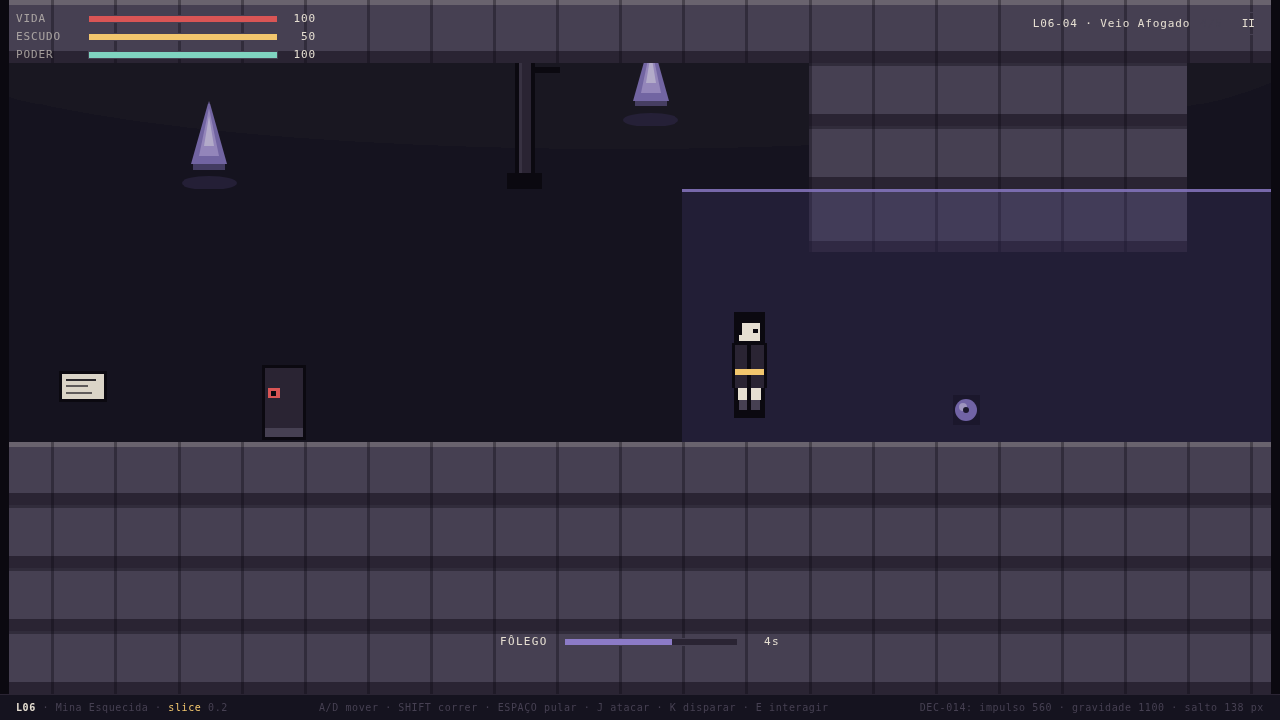 VIDA 100
ESCUDO 50
PODER 100
L06-04 · Veio Afogado II
FÔLEGO 4s
L06 · Mina Esquecida · slice 0.2
A/D mover · SHIFT correr · ESPAÇO pular · J atacar · K disparar · E interagir
DEC-014: impulso 560 · gravidade 1100 · salto 138 px